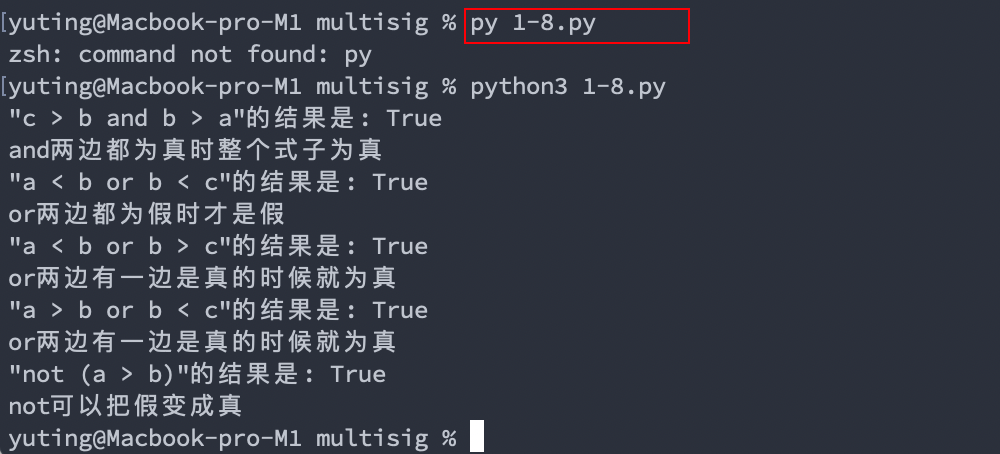 [yuting@Macbook-pro-M1 multisig % py 1-8.py
zsh: command not found: py
[yuting@Macbook-pro-M1 multisig % python3 1-8.py
"c > b and b > a"的结果是: True
and两边都为真时整个式子为真
"a < b or b < c"的结果是: True
or两边都为假时才是假
"a < b or b > c"的结果是: True
or两边有一边是真的时候就为真
"a > b or b < c"的结果是: True
or两边有一边是真的时候就为真
"not (a > b)"的结果是: True
not可以把假变成真
yuting@Macbook-pro-M1 multisig %